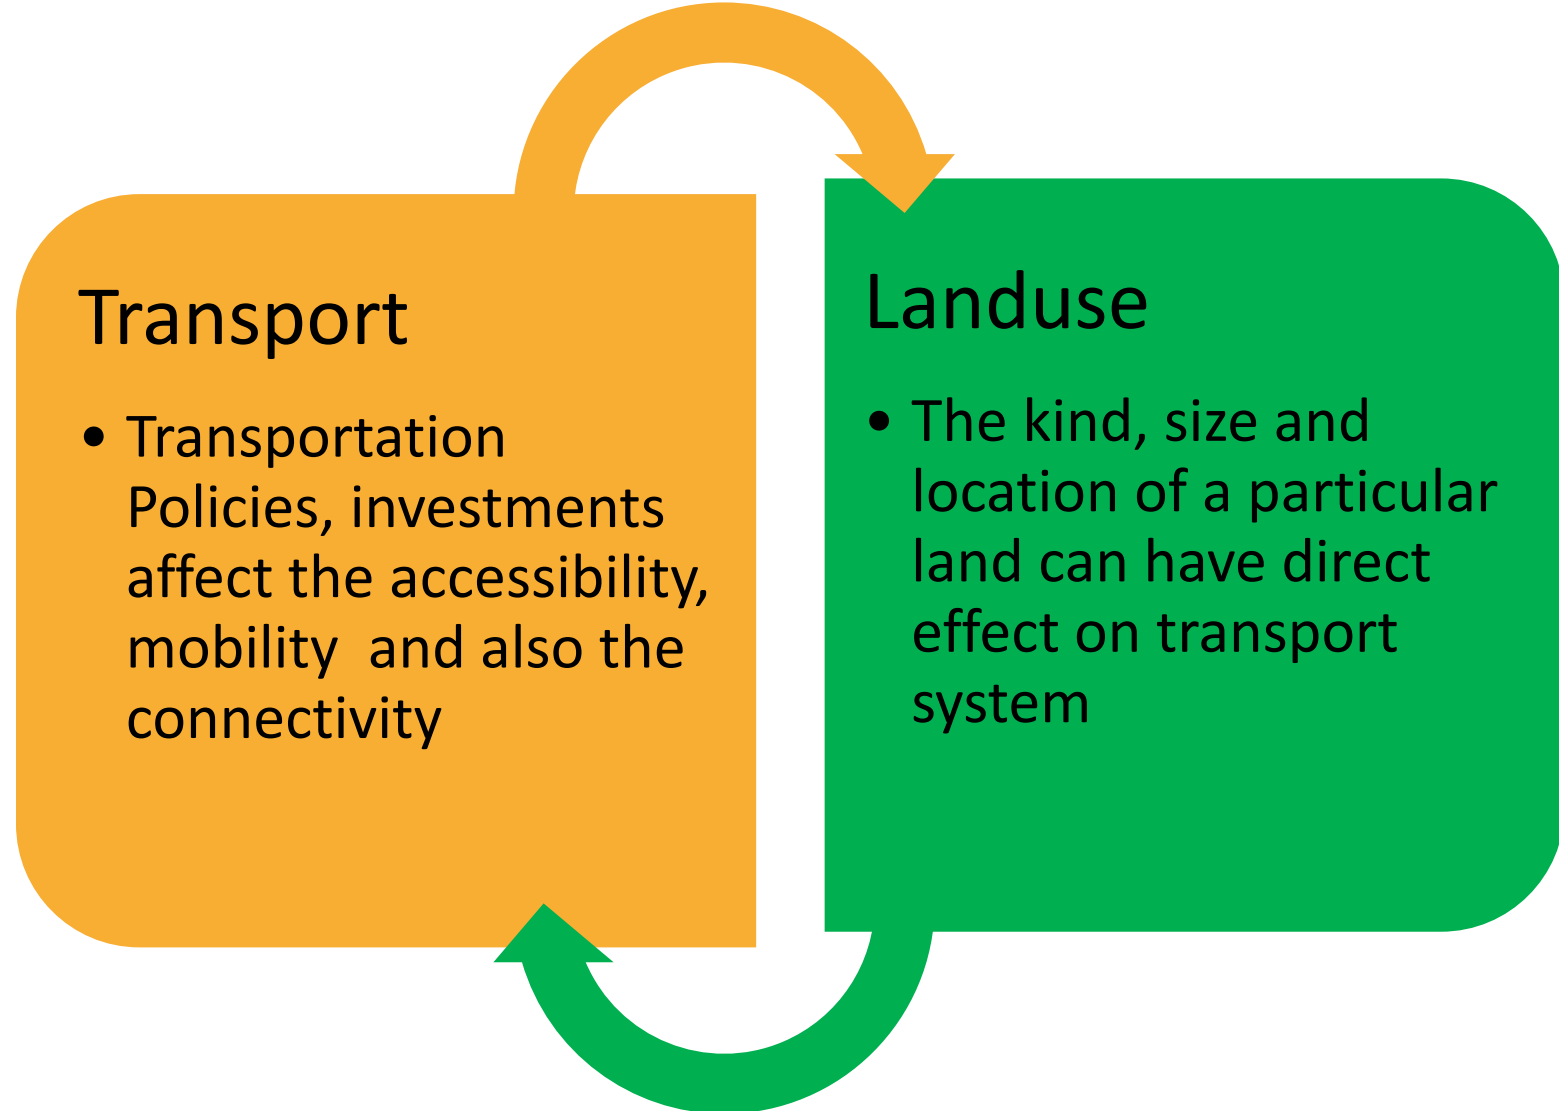 Transport
• Transportation
Policies, investments
affect the accessibility,
mobility  and also the
connectivity
Landuse
• The kind, size and
location of a particular
land can have direct
effect on transport
system